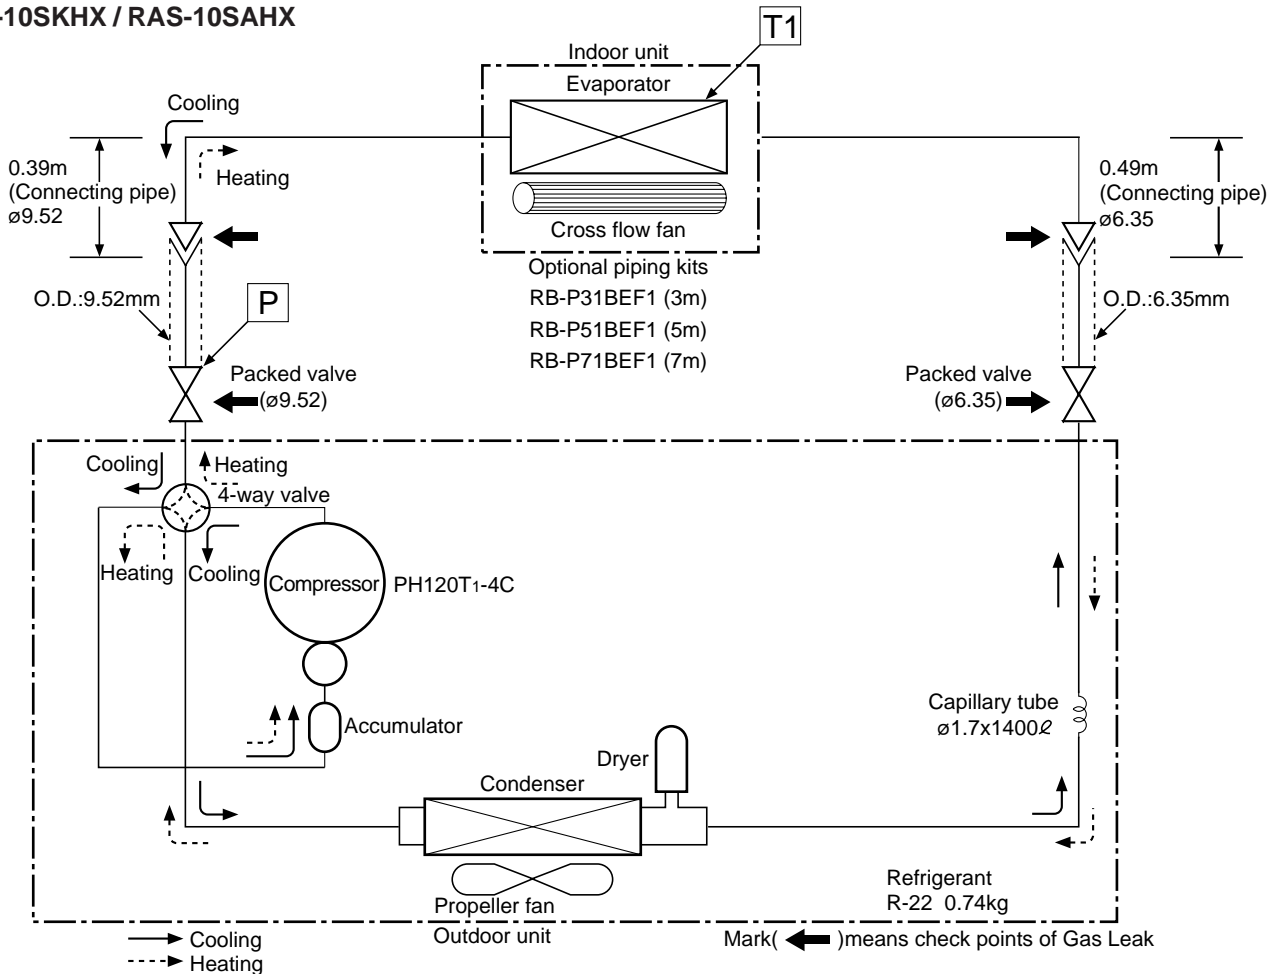 -10SKHX / RAS-10SAHX
T1
Indoor unit
Evaporator
Cooling
Heating
0.39m
(Connecting pipe)
ø9.52
0.49m
(Connecting pipe)
ø6.35
Cross flow fan
Optional piping kits
RB-P31BEF1 (3m)
RB-P51BEF1 (5m)
RB-P71BEF1 (7m)
O.D.:9.52mm
P
O.D.:6.35mm
Packed valve
(ø9.52)
Packed valve
(ø6.35)
Cooling
Heating
4-way valve
Heating
Cooling
Compressor
PH120T1-4C
Accumulator
Capillary tube
ø1.7x1400ℓ
Dryer
Condenser
Propeller fan
Refrigerant
R-22 0.74kg
Outdoor unit
Cooling
Heating
Mark( )means check points of Gas Leak